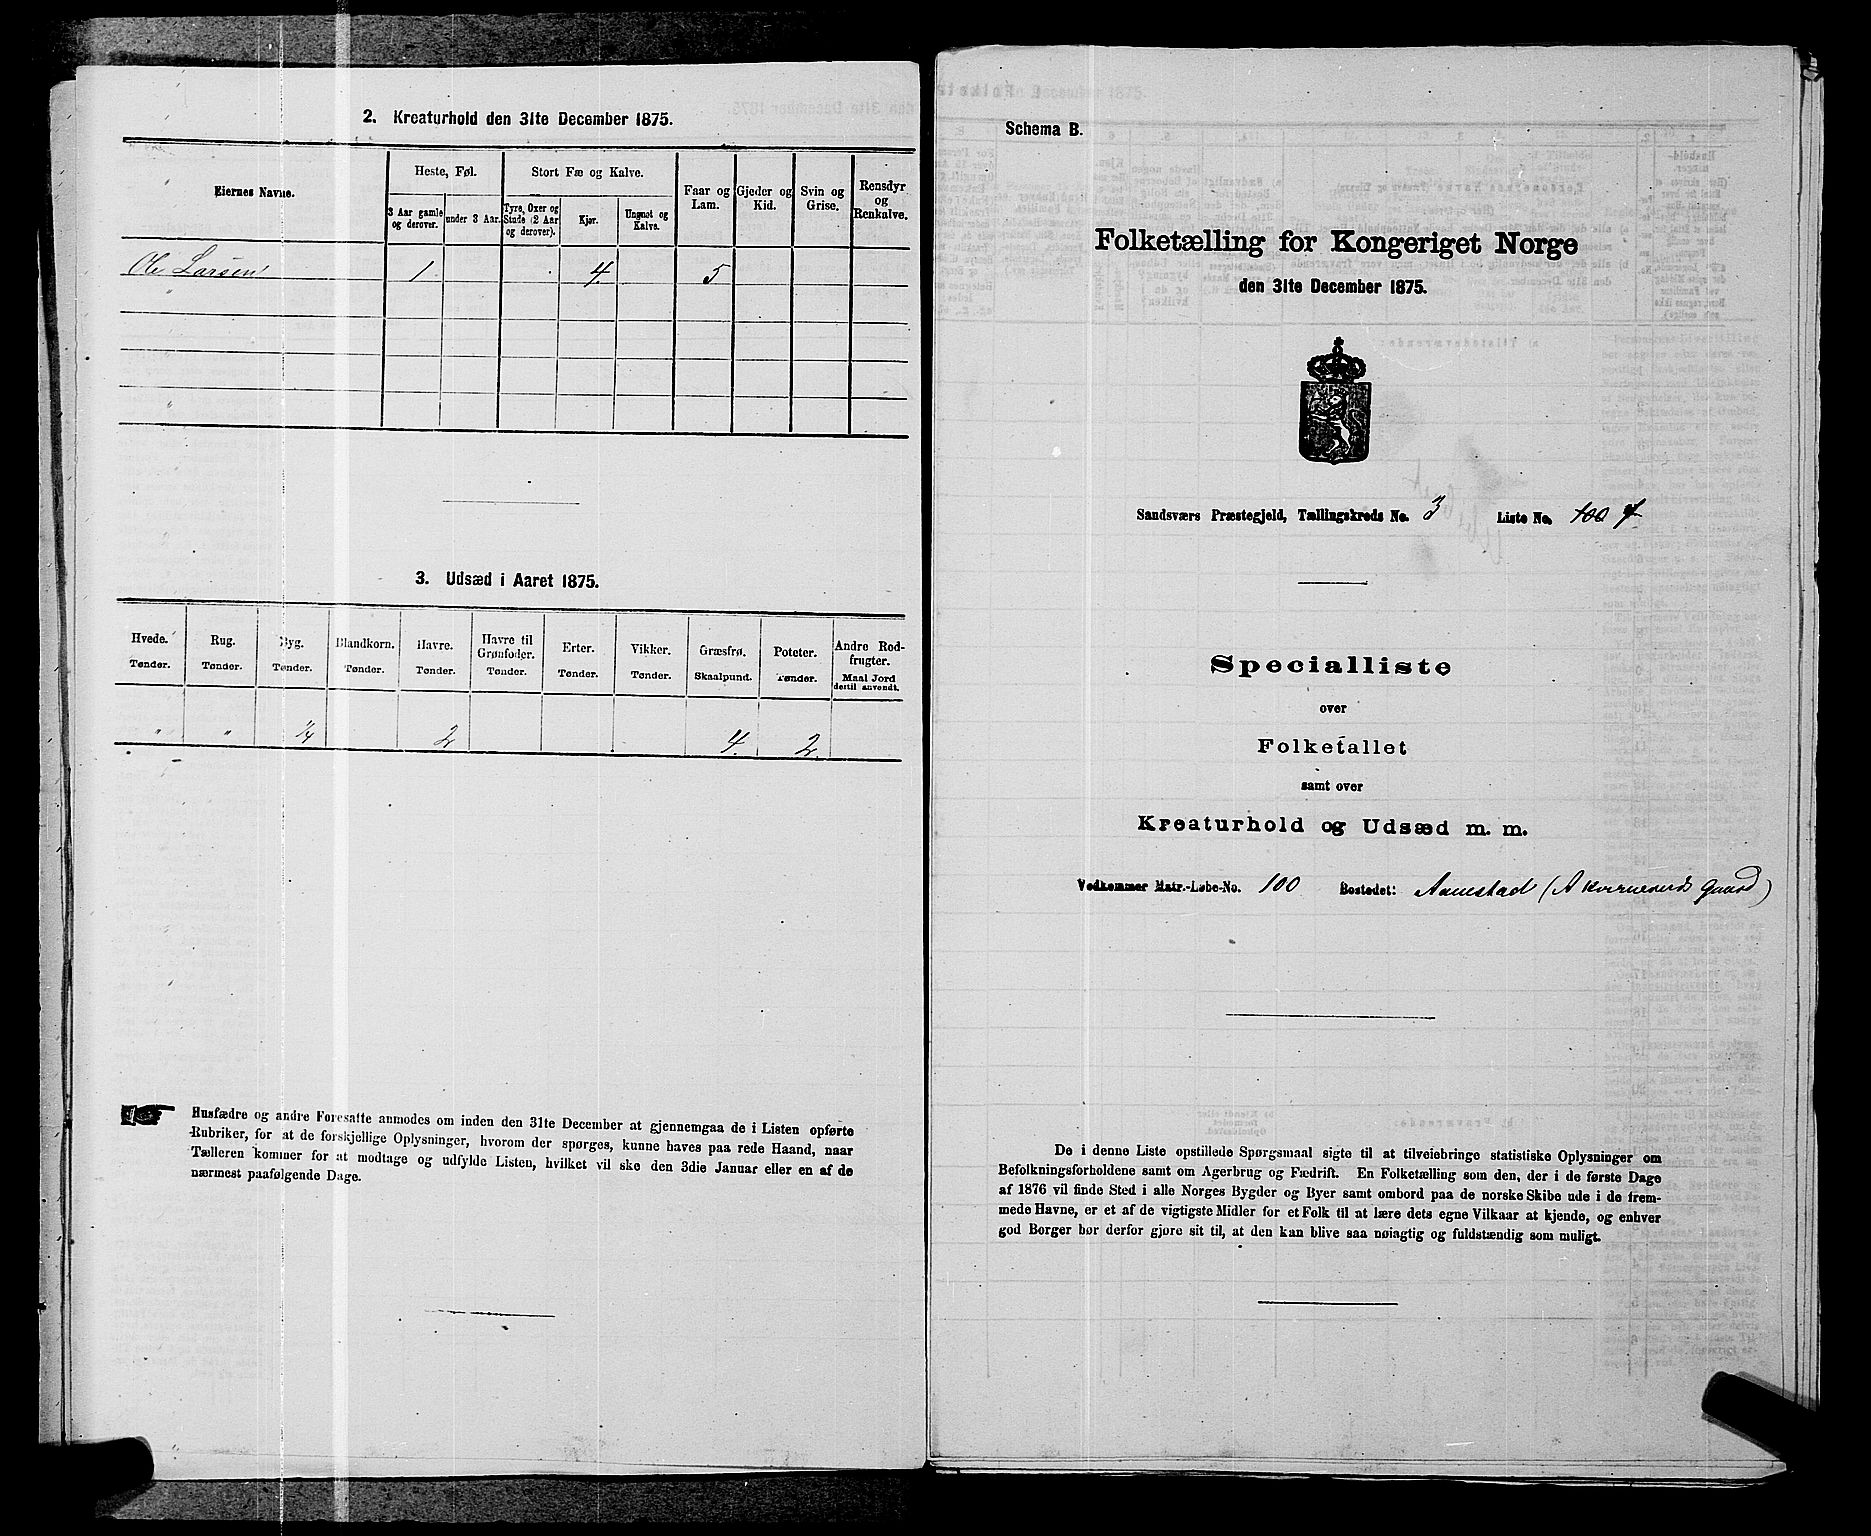 2. Kreaturhold den 31te December 1875.
Eiernes Navne.
Heste, Føl.
3 Aar gamle og derover.
under 3 Aar.
Stort Fæ og Kalve.
Tyre, Oxer og Stude (2 Aar og derover).
Kjør.
Ungnøt og Kalve.
Faar og Lam.
Gjeder og Kid.
Svin og Grise.
Rensdyr og Renkalve.
Ole Larsen 1 4. 5
"
"
3. Udsæd i Aaret 1875.
Hvede. Tønder.
Rug. Tønder.
Byg. Tønder.
Blandkorn. Tønder.
Havre. Tønder.
Havre til Grønfoder. Tønder.
Erter. Tønder.
Vikker. Tønder.
Græsfrø. Skaalpund.
Poteter. Tønder.
Andre Rodfrugter. Maal Jord dertil anvendt.
" " 1/4 2 4. 2.
Husfædre og andre Foresatte anmodes om inden den 31te December at gjennemgaa de i Listen opførte
Rubriker, for at de forskjellige Oplysninger, hvorom der spørges, kunne haves paa rede Haand, naar
Tælleren kommer for at modtage og udfylde Listen, hvilket vil ske den 3die Januar eller en af de
nærmest paafølgende Dage.
Schema B.
Folketælling for Kongeriget Norge
den 31te December 1875.
Sandsværs Præstegjeld, Tællingskreds No. 3 Liste No. 100
Specialliste
over
Folketallet
samt over
Kreaturhold og Udsæd m. m.
Vedkommer Matr.-Løbe-No. 100 Bostedet:
De i denne Liste opstillede Spørgsmaal sigte til at tilveiebringe statistiske Oplysninger om
Befolkningsforholdene samt om Agerbrug og Fædrift. En Folketælling som den, der i de første Dage
af 1876 vil finde Sted i alle Norges Bygder og Byer samt ombord paa de norske Skibe ude i de frem-
mede Havne, er et af de vigtigste Midler for et Folk til at lære dets egne Vilkaar at kjende, og enhver
god Borger bør derfor gjøre sit til, at den kan blive saa nøiagtig og fuldstændig som muligt.